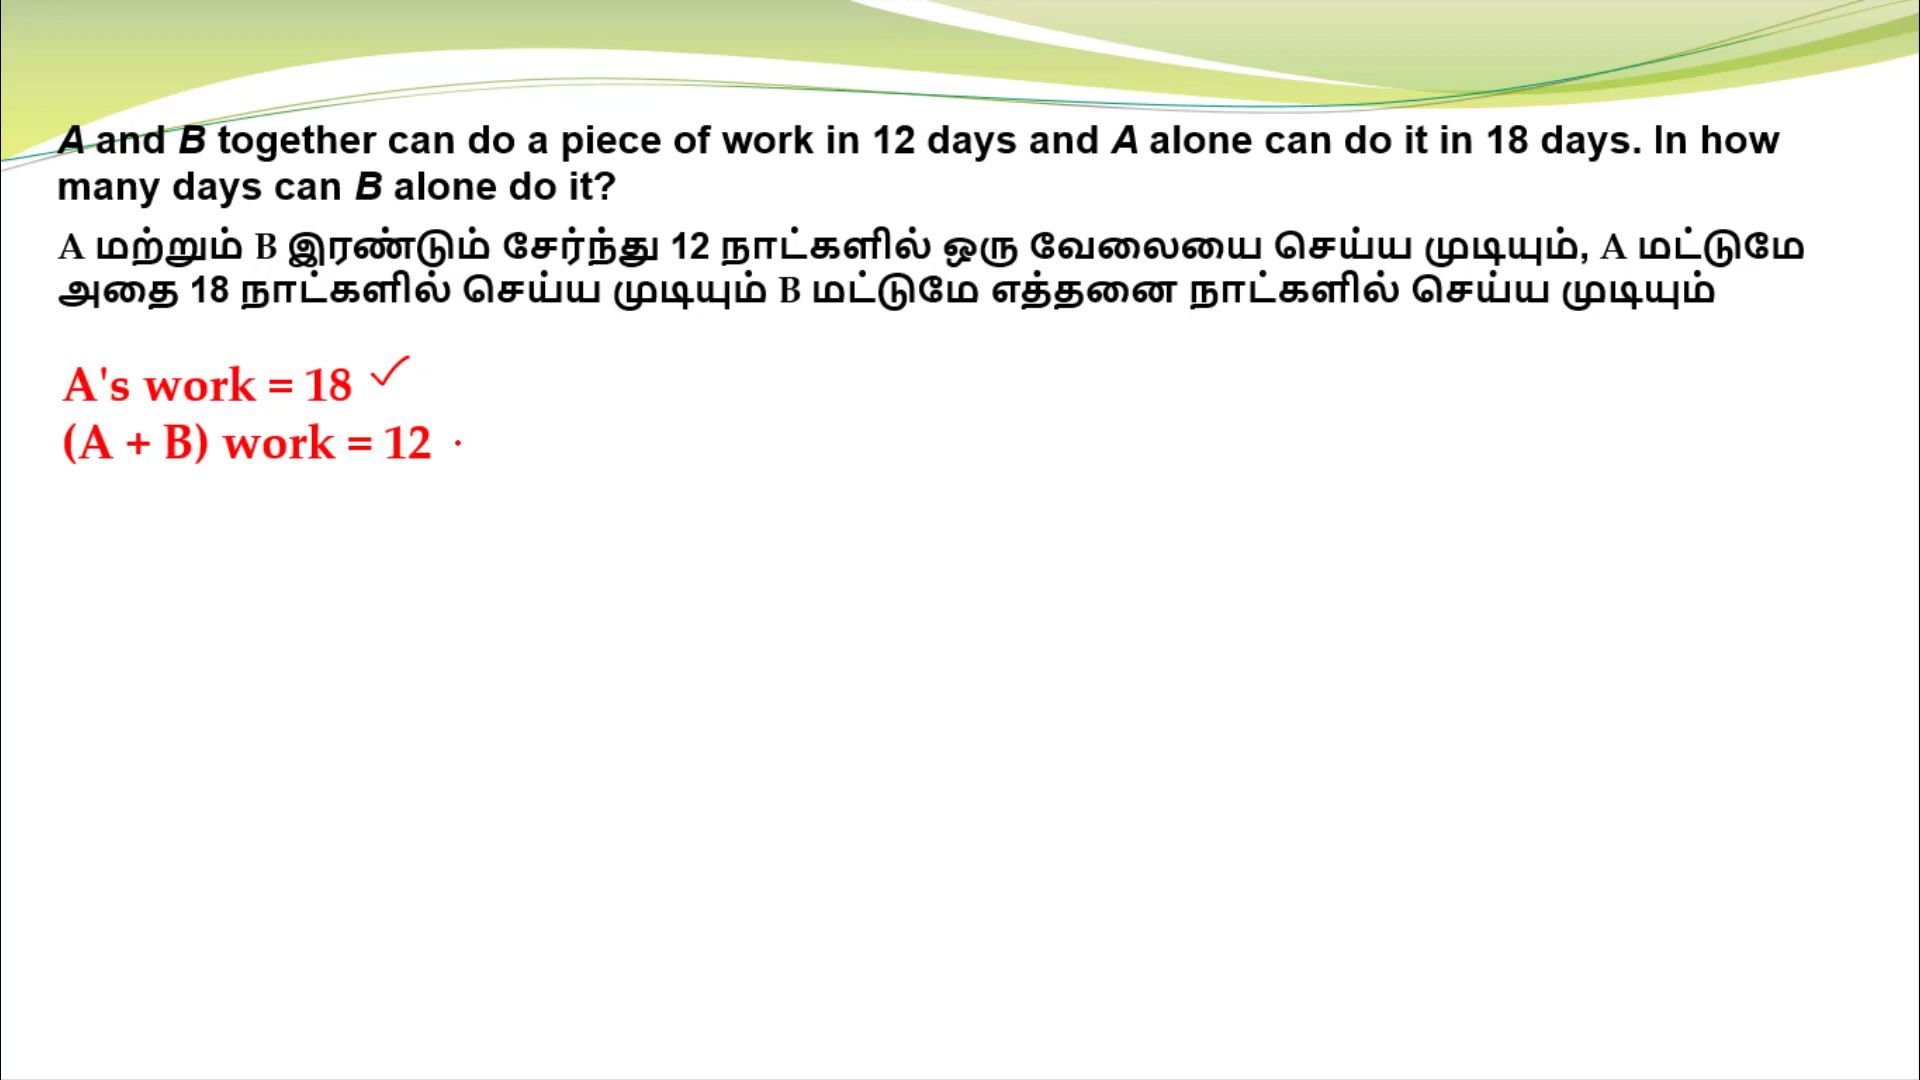 A and B together can do a piece of work in 12 days and A alone can do it in 18 days. In how
many days can B alone do it?
A மற்றும் B இரண்டும் சேர்ந்து 12 நாட்களில் ஒரு வேலையை செய்ய முடியும், A மட்டுமே
அதை 18 நாட்களில் செய்ய முடியும் B மட்டுமே எத்தனை நாட்களில் செய்ய முடியும்
A's work = 18 ✓
(A + B) work = 12